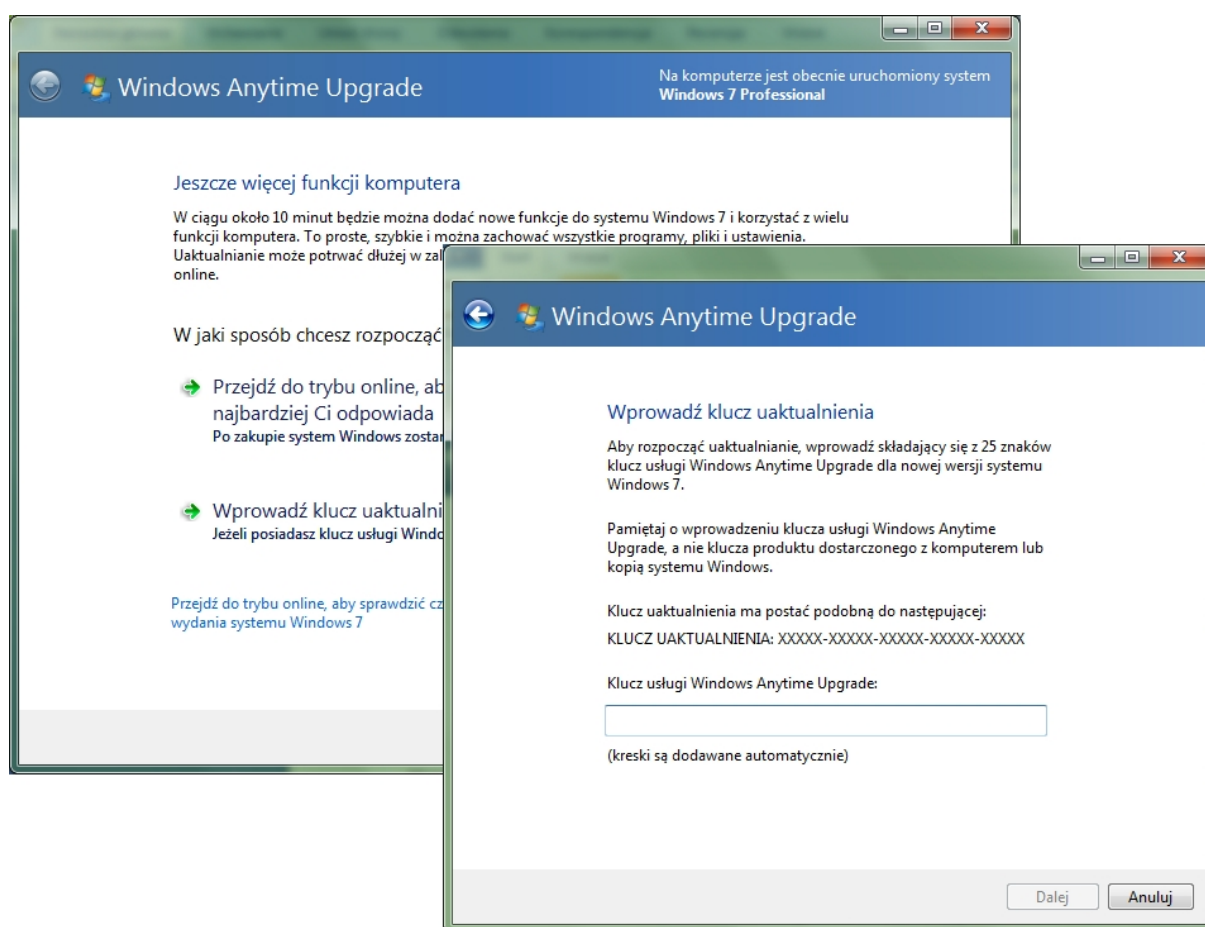 Windows Anytime Upgrade
Na komputerze jest obecnie uruchomiony system
Windows 7 Professional
Jeszcze więcej funkcji komputera
W ciągu około 10 minut będzie można dodać nowe funkcje do systemu Windows 7 i korzystać z wielu
funkcji komputera. To proste, szybkie i można zachować wszystkie programy, pliki i ustawienia.
Uaktualnianie może potrwać dłużej w zal
online.
W jaki sposób chcesz rozpocząć
Przejdź do trybu online, ab
najbardziej Ci odpowiada
Po zakupie system Windows zostan
Wprowadź klucz uaktualni
Jeżeli posiadasz klucz usługi Windo
Przejdź do trybu online, aby sprawdzić cz
wydania systemu Windows 7
Windows Anytime Upgrade
Wprowadź klucz uaktualnienia
Aby rozpocząć uaktualnianie, wprowadź składający się z 25 znaków
klucz usługi Windows Anytime Upgrade dla nowej wersji systemu
Windows 7.
Pamiętaj o wprowadzeniu klucza usługi Windows Anytime
Upgrade, a nie klucza produktu dostarczonego z komputerem lub
kopią systemu Windows.
Klucz uaktualnienia ma postać podobną do następującej:
KLUCZ UAKTUALNIENIA: XXXXX-XXXXX-XXXXX-XXXXX-XXXXX
Klucz usługi Windows Anytime Upgrade:
(kreski są dodawane automatycznie)
Dalej
Anuluj